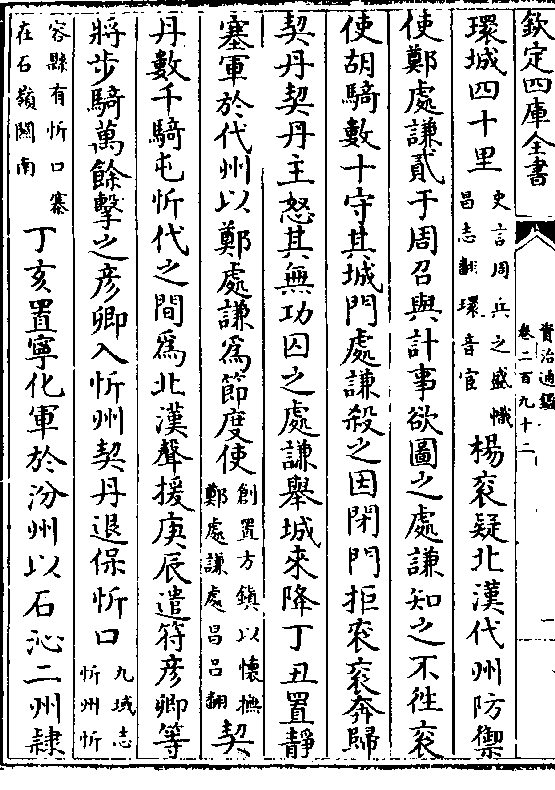 欽定四庫全書
資治通鑑
卷二百九十二
一
環城四十里
史言周兵之盛幟
昌志翻環音宦
楊衮疑北漢代州防禦
使鄭處謙貳于周召與計事欲圖之處謙知之不徃衮
使胡騎數十守其城門處謙殺之因閉門拒衮衮奔歸
契丹契丹主怒其無功囚之處謙舉城來降丁丑置靜
塞軍於代州以鄭處謙為節度使
創置方鎮以懷撫
鄭處謙處昌呂翻
契
丹數千騎屯忻代之間為北漢聲援庚辰遣符彦卿等
將步騎萬餘擊之彦卿入忻州契丹退保忻口
九域志
忻州忻
容縣有忻口寨
在石嶺關南
丁亥置寧化軍於汾州以石沁二州隸